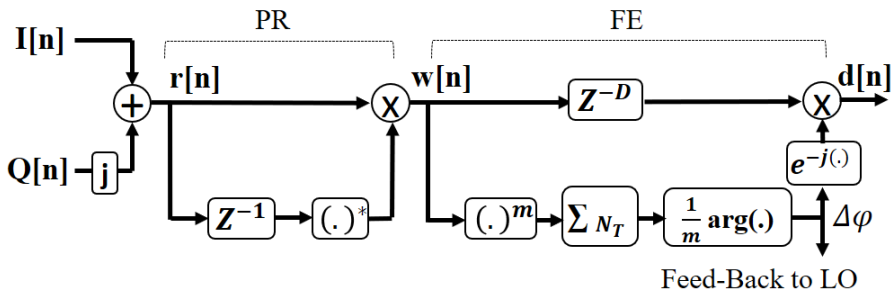 PR
FE
I[n]
r[n]
w[n]
d[n]
+
X
Z⁻ᴰ
X
Q[n]
j
e⁻ʲ⁽·⁾
Z⁻¹
(.)*
(.)ᵐ
∑ N_T
1/m arg(.)
Δφ
Feed-Back to LO